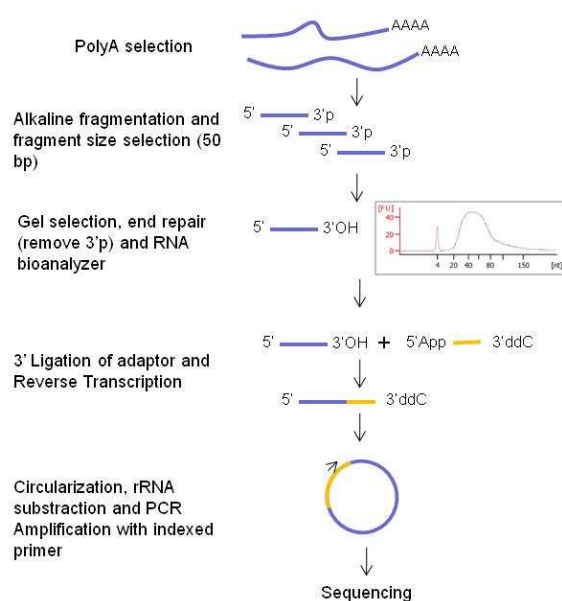 AAAA
PolyA selection
AAAA
Alkaline fragmentation and
fragment size selection (50
bp)
5' 3'p
5' 3'p
5' 3'p
Gel selection, end repair
(remove 3'p) and RNA
bioanalyzer
5' 3'OH
[FU]
40
20
0
4 20 40 80 150 [nt]
3' Ligation of adaptor and
Reverse Transcription
5' 3'OH + 5'App 3'ddC
5' 3'ddC
Circularization, rRNA
substraction and PCR
Amplification with indexed
primer
Sequencing